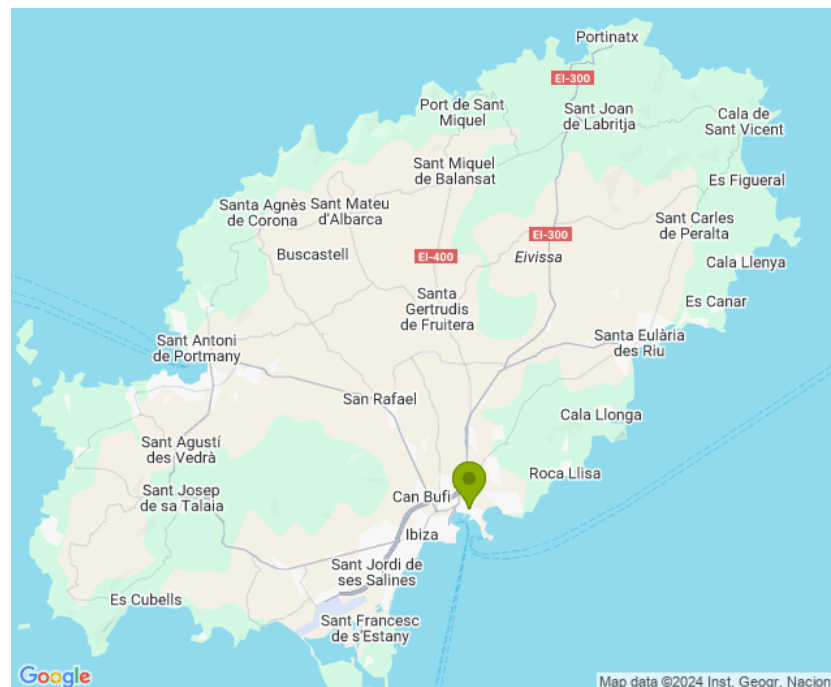 Portinatx
EI-300
Port de Sant
Miquel
Sant Joan
de Labritja
Cala de
Sant Vicent
Sant Miquel
de Balansat
Es Figueral
Santa Agnès
de Corona
Sant Mateu
d'Albarca
Sant Carles
de Peralta
EI-300
Buscastell
EI-400
Eivissa
Cala Llenya
Santa
Gertrudis
de Fruitera
Es Canar
Sant Antoni
de Portmany
Santa Eulària
des Riu
San Rafael
Cala Llonga
Sant Agustí
des Vedrà
Roca Llisa
Sant Josep
de sa Talaia
Can Bufí
Ibiza
Sant Jordi de
ses Salines
Es Cubells
Sant Francesc
de s'Estany
Google
Map data ©2024 Inst. Geogr. Nacion